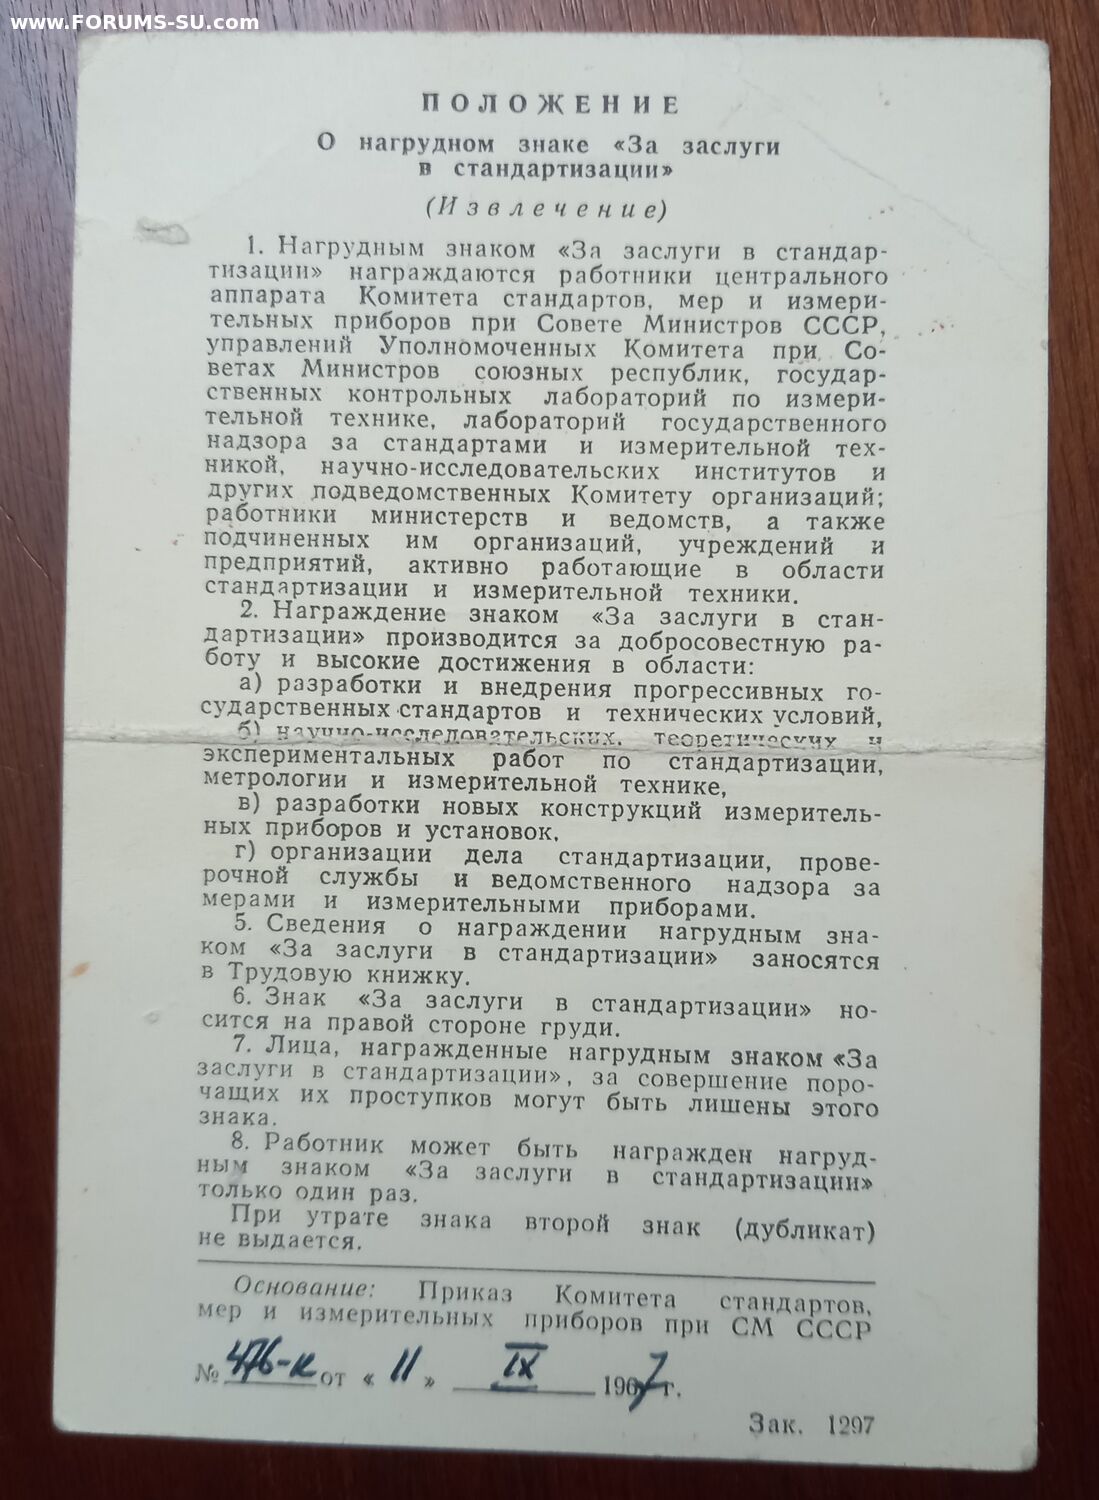 www.FORUMS-SU.com
ПОЛОЖЕНИЕ
О нагрудном знаке «За заслуги
в стандартизации»
(Извлечение)
1. Нагрудным знаком «За заслуги в стандар-
тизации» награждаются работники центрального
аппарата Комитета стандартов, мер и измери-
тельных приборов при Совете Министров СССР,
управлений Уполномоченных Комитета при Со-
ветах Министров союзных республик, государ-
ственных контрольных лабораторий по измери-
тельной технике, лабораторий государственного
надзора за стандартами и измерительной тех-
никой, научно-исследовательских институтов и
других подведомственных Комитету организаций;
работники министерств и ведомств, а также
подчиненных им организаций, учреждений и
предприятий, активно работающие в области
стандартизации и измерительной техники.
2. Награждение знаком «За заслуги в стан-
дартизации» производится за добросовестную ра-
боту и высокие достижения в области:
а) разработки и внедрения прогрессивных го-
сударственных стандартов и технических условий,
б) научно-исследовательских, теоретических и
экспериментальных работ по стандартизации,
метрологии и измерительной технике,
в) разработки новых конструкций измеритель-
ных приборов и установок.
г) организации дела стандартизации, прове-
рочной службы и ведомственного надзора за
мерами и измерительными приборами.
5. Сведения о награждении нагрудным зна-
ком «За заслуги в стандартизации» заносятся
в Трудовую книжку.
6. Знак «За заслуги в стандартизации» но-
сится на правой стороне груди.
7. Лица, награжденные нагрудным знаком «За
заслуги в стандартизации», за совершение поро-
чащих их проступков могут быть лишены этого
знака.
8. Работник может быть награжден нагруд-
ным знаком «За заслуги в стандартизации»
только один раз.
При утрате знака второй знак (дубликат)
не выдается.
Основание: Приказ Комитета стандартов,
мер и измерительных приборов при СМ СССР
№ 476-к от «11» IX 1967 г.
Зак. 1297